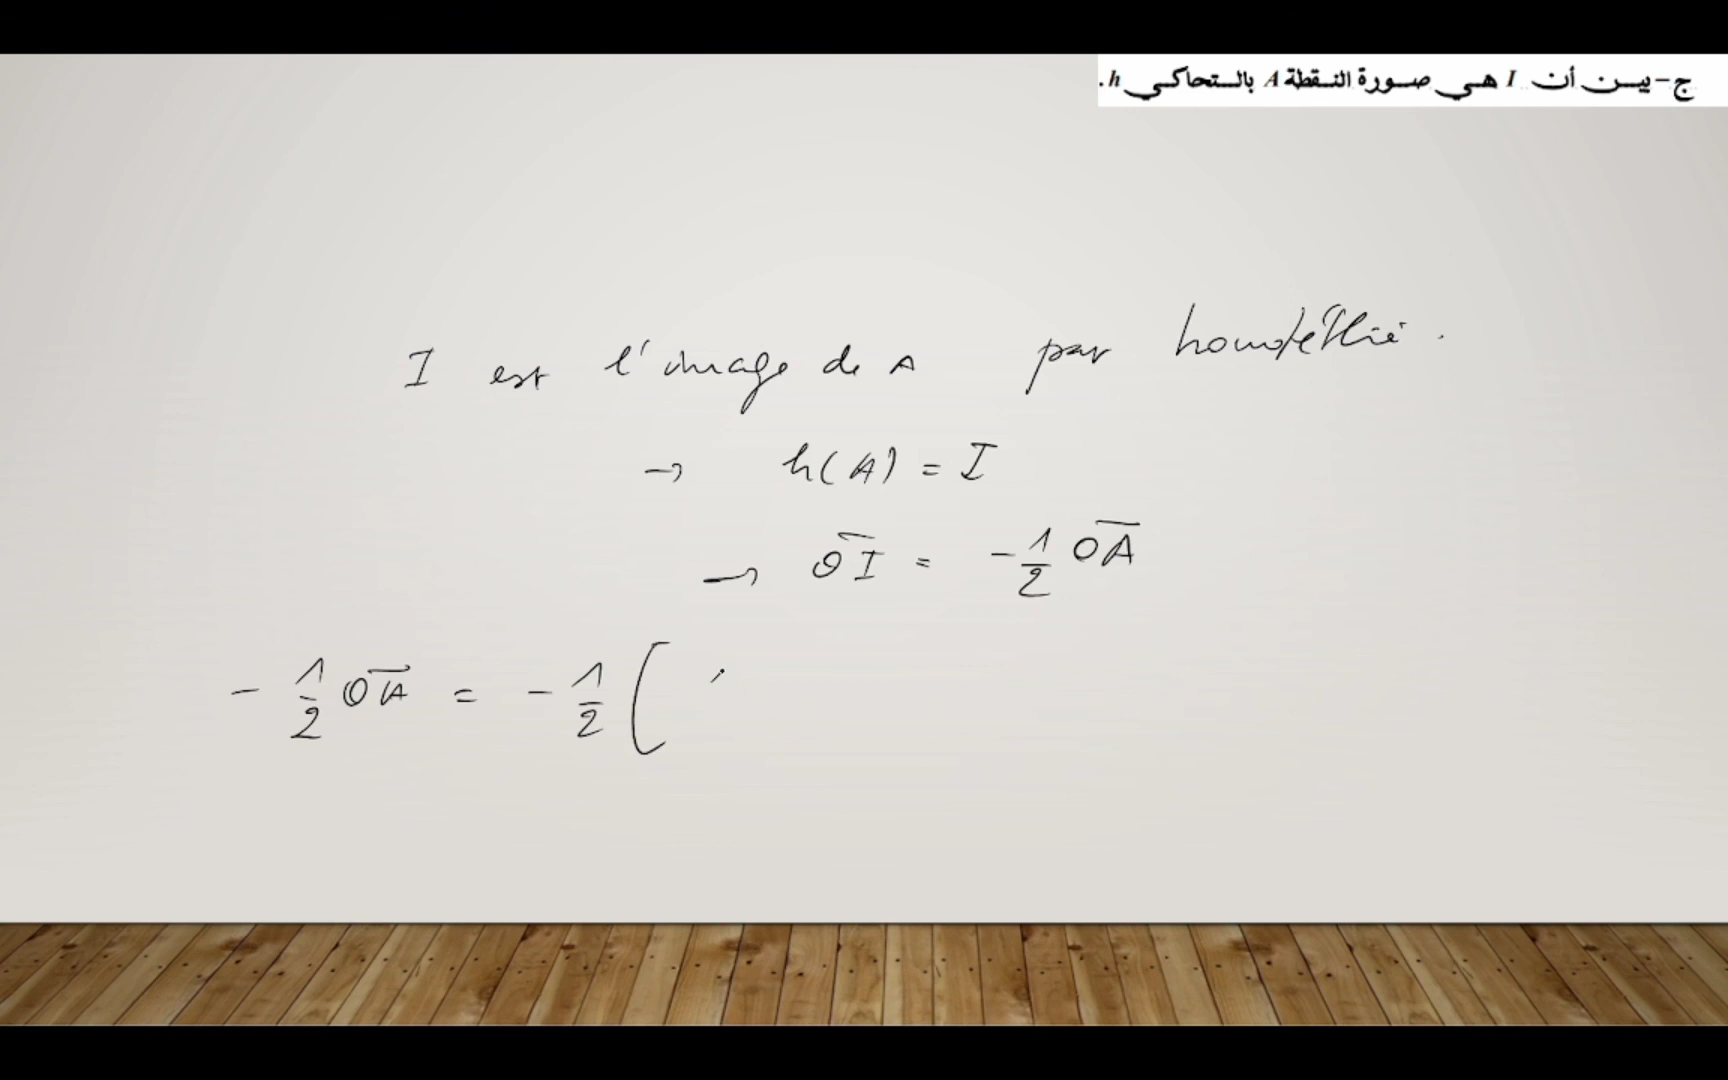 ج- بين أن I هي صورة النقطة A بالتحاكي h.
I est l'image de A par homotéthie.
→ h(A) = I
→ OI = -1/2 OA
- 1/2 OA = - 1/2 (